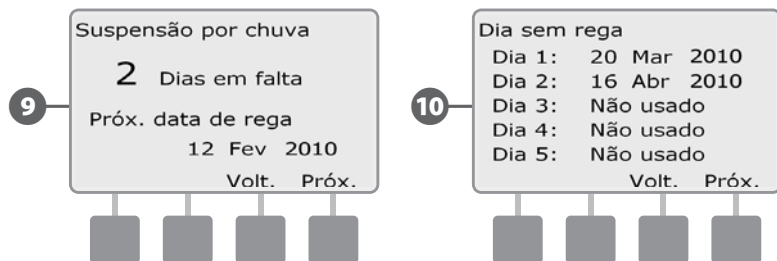 9
Suspensão por chuva
2 Dias em falta
Próx. data de rega
12 Fev 2010
Volt. Próx.
10
Dia sem rega
Dia 1: 20 Mar 2010
Dia 2: 16 Abr 2010
Dia 3: Não usado
Dia 4: Não usado
Dia 5: Não usado
Volt. Próx.